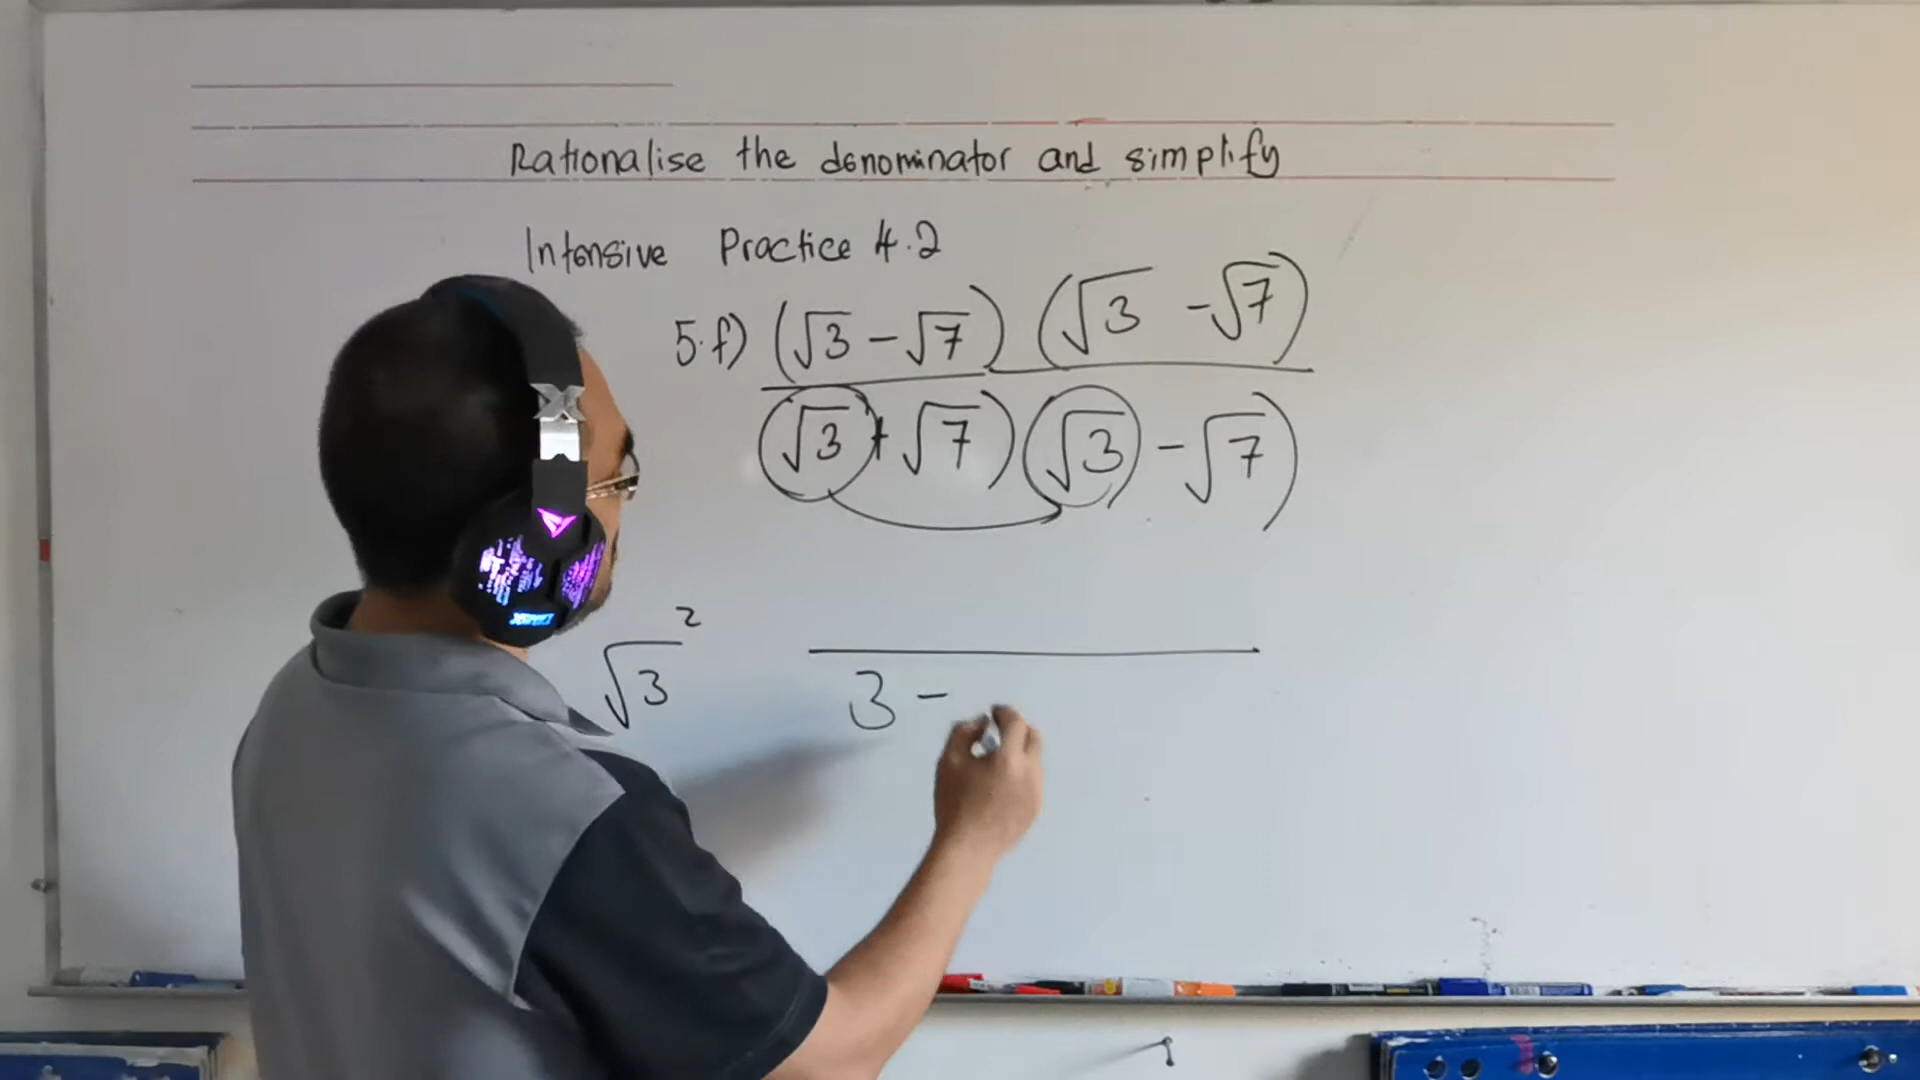 Rationalise the denominator and simplify
Intensive Practice 4.2
5.f) (√3 − √7) (√3 − √7)
(√3 + √7) (√3 − √7)
√3²
3 −